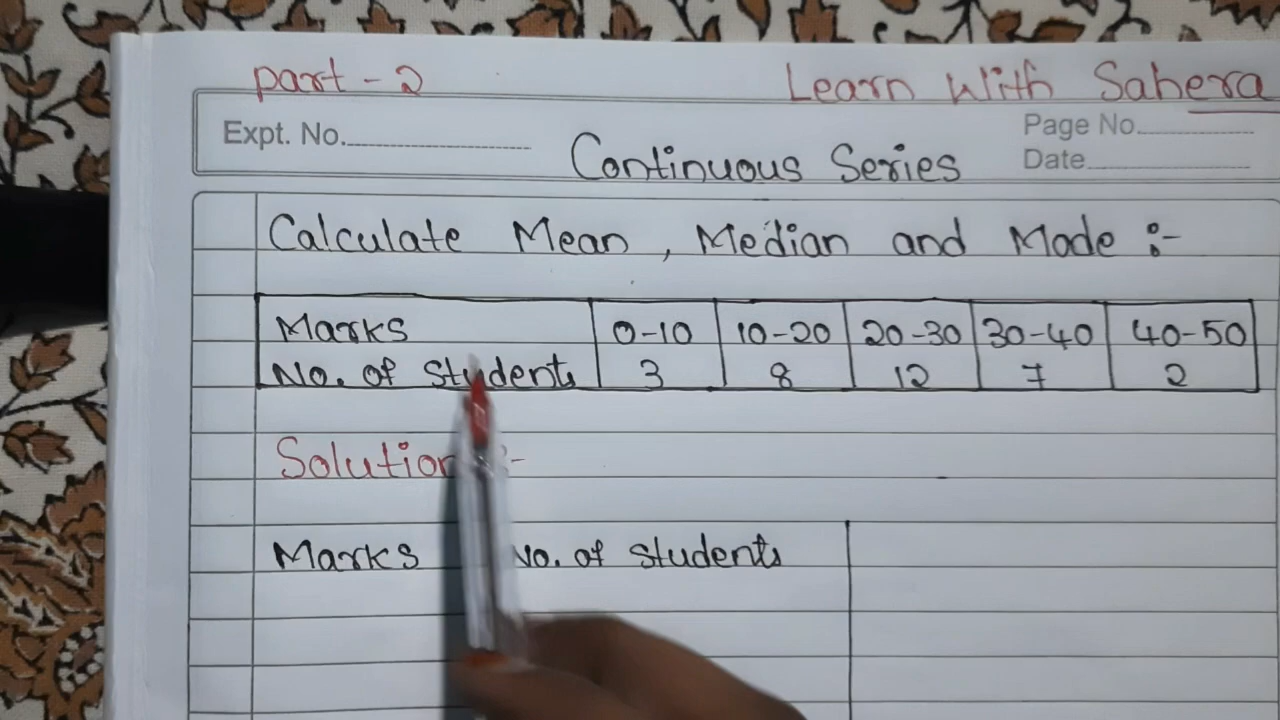 Part - 2 Learn With Sahera
Expt. No. Page No.
Continuous Series Date
Calculate Mean, Median and Mode :-
Marks 0-10 10-20 20-30 30-40 40-50
No. of Students 3 8 12 7 2
Solution :-
Marks No. of students